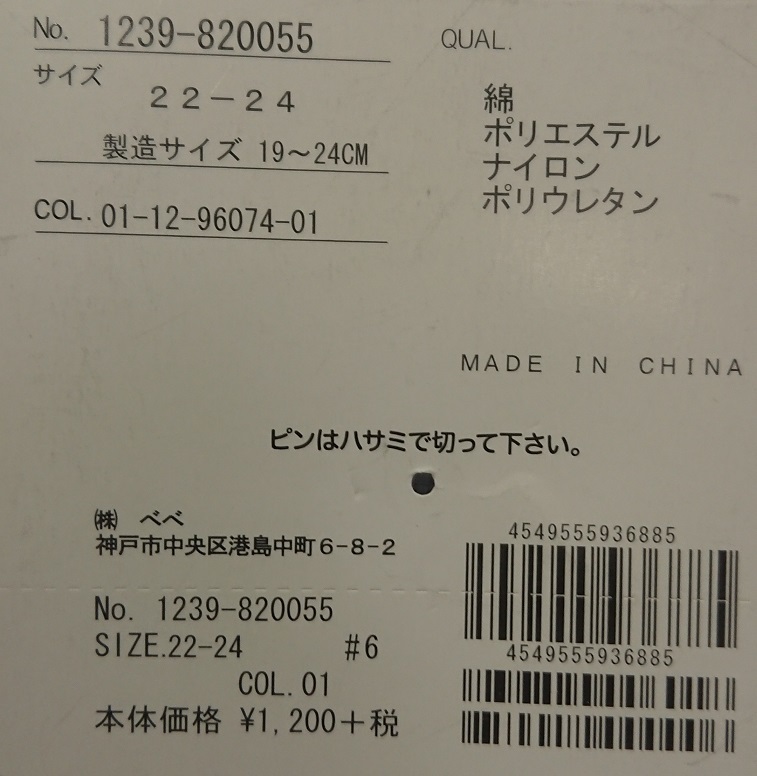 No. 1239-820055
サイズ
22-24
製造サイズ 19~24CM
COL. 01-12-96074-01
QUAL.
綿
ポリエステル
ナイロン
ポリウレタン
MADE IN CHINA
ピンはハサミで切って下さい。
㈱ べべ
神戸市中央区港島中町6-8-2
No. 1239-820055
SIZE.22-24 #6
COL.01
本体価格 ¥1,200+税
4549555936885
4549555936885